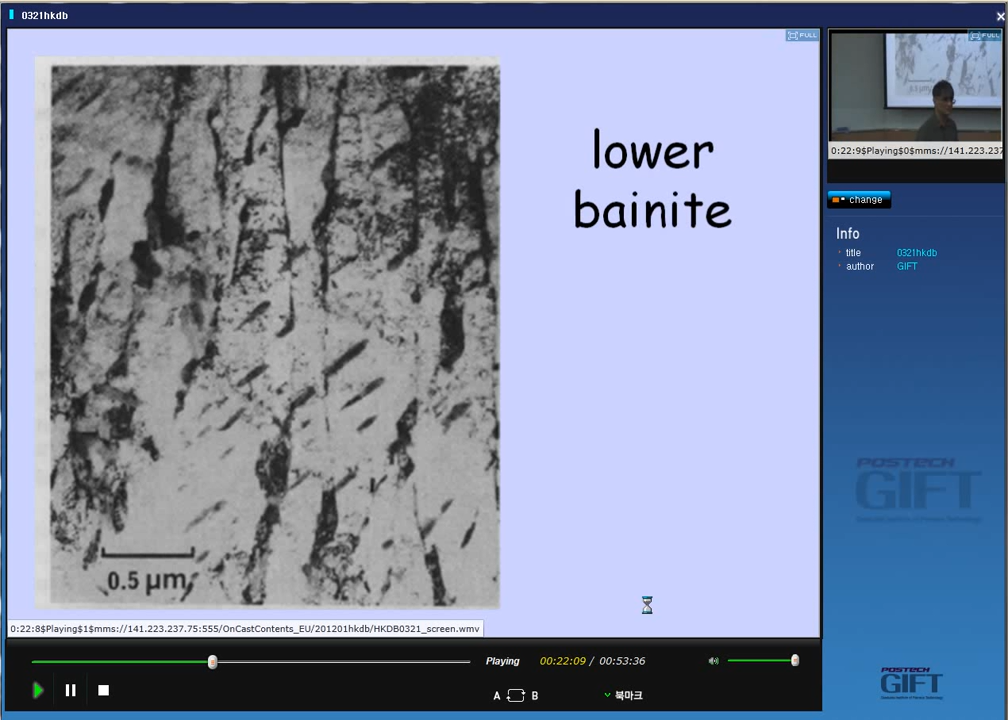 0321hkdb
FULL
FULL
lower
bainite
0.5 μm
0:22:9$Playing$0$mms://141.223.237
change
Info
title 0321hkdb
author GIFT
POSTECH
GIFT
0:22:8$Playing$1$mms://141.223.237.75:555/OnCastContents_EU/201201hkdb/HKDB0321_screen.wmv
Playing 00:22:09 / 00:53:36
A B 북마크
POSTECH
GIFT